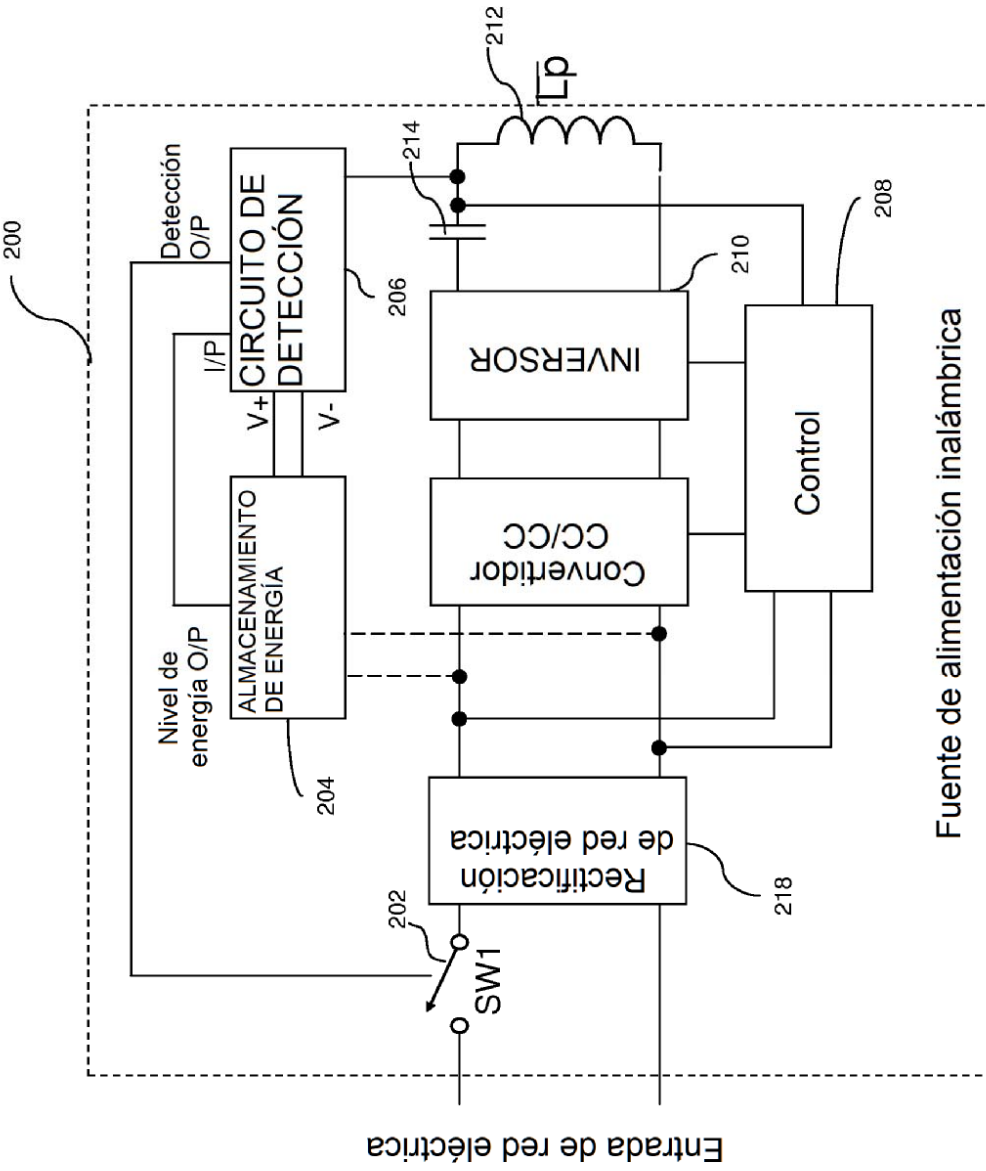 200
Detección
O/P
I/P
Nivel de
energía O/P
ALMACENAMIENTO
DE ENERGÍA
204
V+
V-
CIRCUITO DE
DETECCIÓN
206
212
214
Lp
202
SW1
Entrada de red eléctrica
Rectificación
de red eléctrica
218
Convertidor
CC/CC
INVERSOR
210
Control
208
Fuente de alimentación inalámbrica